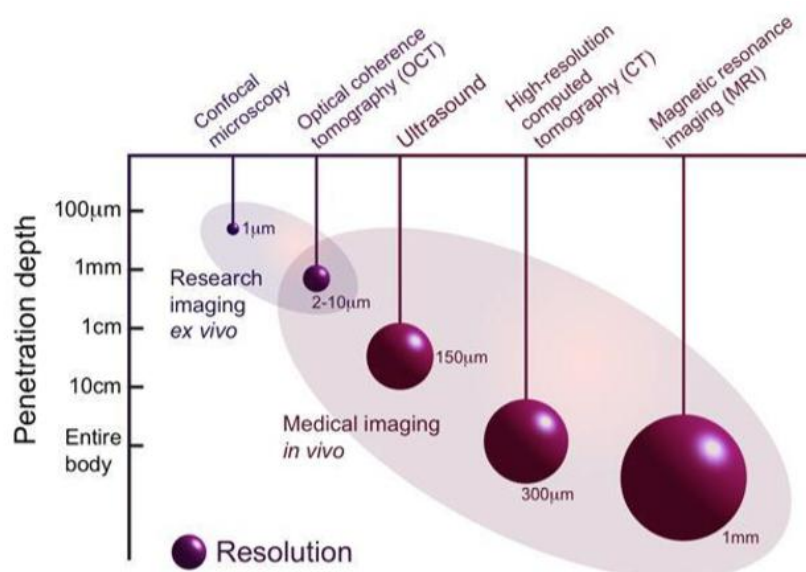 Confocal
microscopy
Optical coherence
tomography (OCT)
Ultrasound
High-resolution
computed
tomography (CT)
Magnetic resonance
imaging (MRI)
Penetration depth
100μm
1mm
1cm
10cm
Entire
body
1μm
Research
imaging
ex vivo
2-10μm
150μm
Medical imaging
in vivo
300μm
1mm
Resolution